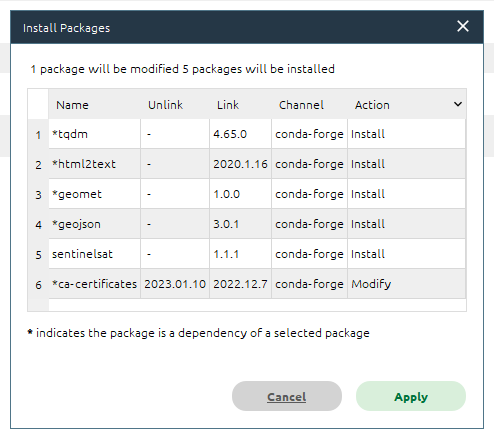 Install Packages
1 package will be modified 5 packages will be installed
Name Unlink Link Channel Action
1 *tqdm - 4.65.0 conda-forge Install
2 *html2text - 2020.1.16 conda-forge Install
3 *geomet - 1.0.0 conda-forge Install
4 *geojson - 3.0.1 conda-forge Install
5 sentinelsat - 1.1.1 conda-forge Install
6 *ca-certificates 2023.01.10 2022.12.7 conda-forge Modify
* indicates the package is a dependency of a selected package
Cancel Apply